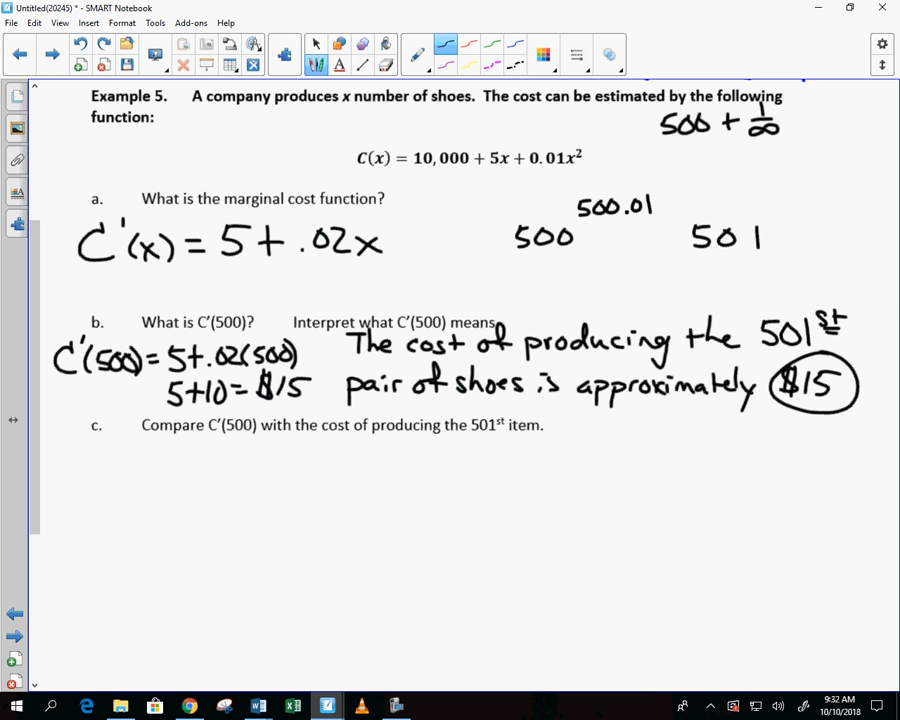 Untitled(20245) * - SMART Notebook
File Edit View Insert Format Tools Add-ons Help
Example 5. A company produces x number of shoes. The cost can be estimated by the following
function:
500 + 1/∞
C(x) = 10,000 + 5x + 0.01x²
a. What is the marginal cost function?
500.01
C'(x) = 5 + .02x
500 501
b. What is C′(500)? Interpret what C′(500) means.
C'(500) = 5+.02(500)
5+10 = $15
The cost of producing the 501st
pair of shoes is approximately $15
c. Compare C′(500) with the cost of producing the 501st item.
9:32 AM
10/10/2018